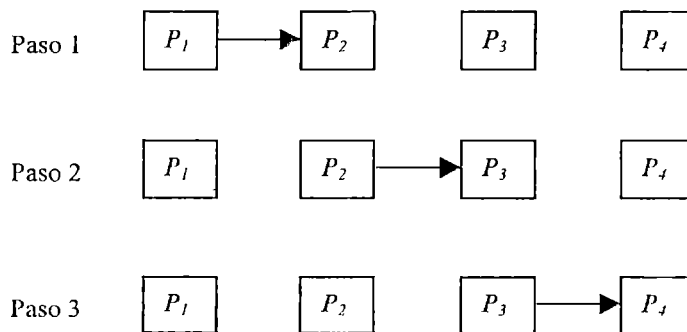 Paso 1 P1 P2 P3 P4
Paso 2 P1 P2 P3 P4
Paso 3 P1 P2 P3 P4